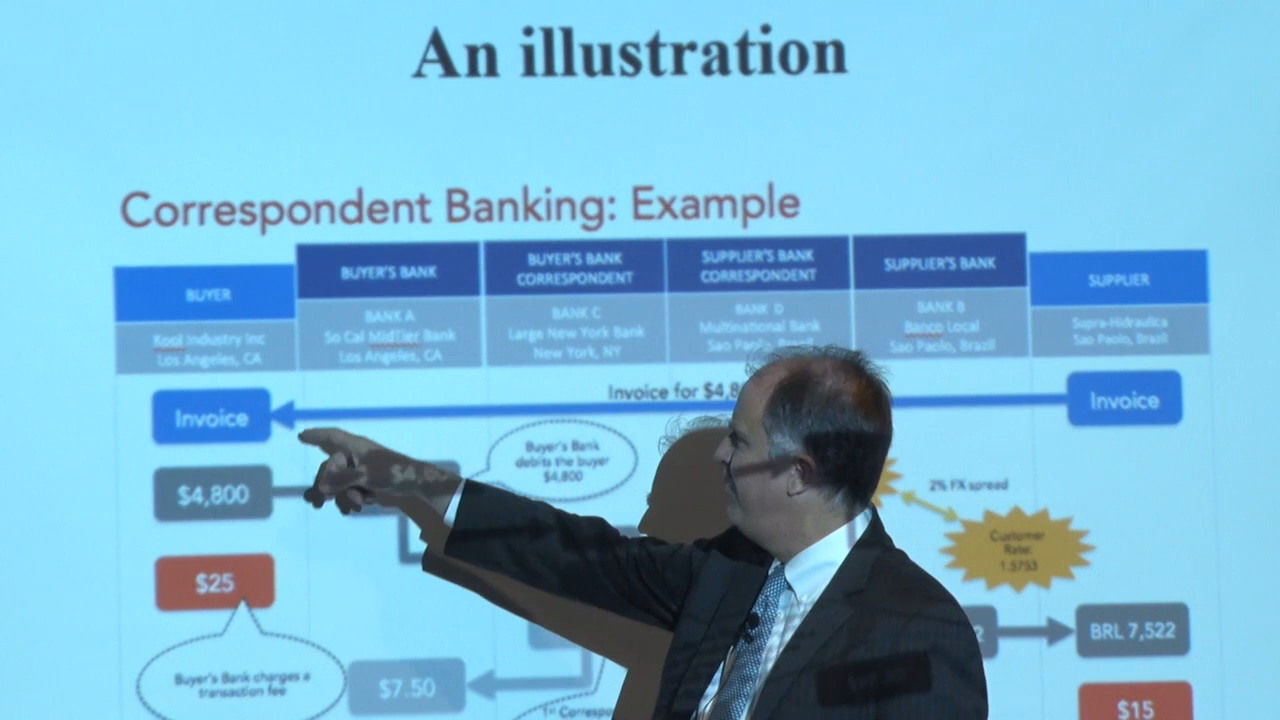 An illustration
Correspondent Banking: Example
BUYER
BUYER'S BANK
BUYER'S BANK
CORRESPONDENT
SUPPLIER'S BANK
CORRESPONDENT
SUPPLIER'S BANK
SUPPLIER
Kool Industry Inc
Los Angeles, CA
BANK A
So Cal MidTier Bank
Los Angeles, CA
BANK C
Large New York Bank
New York, NY
BANK D
Multinational Bank
Sao Paolo,
BANK B
Banco Local
Sao Paolo, Brazil
Supra-Hidraulica
Sao Paolo, Brazil
Invoice
Invoice for $4,8
Invoice
$4,800
Buyer's Bank
debits the buyer
$4,800
2% FX spread
Customer
Rate:
1.5753
$25
BRL 7,522
Buyer's Bank charges a
transaction fee
$7.50
1st Correspo
$15